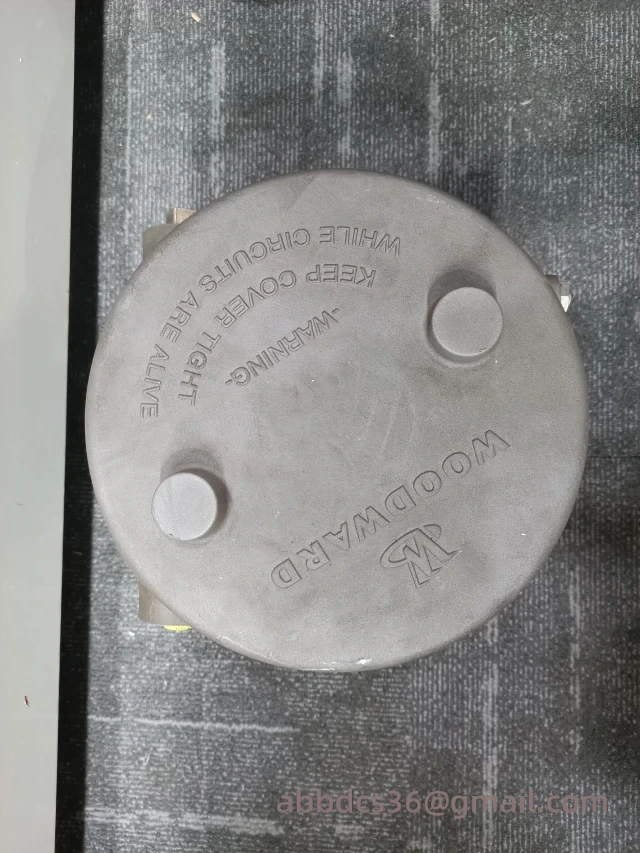 WOODWARD
-WARNING-
KEEP COVER TIGHT
WHILE CIRCUITS ARE ALIVE
abbdcs36@gmail.com